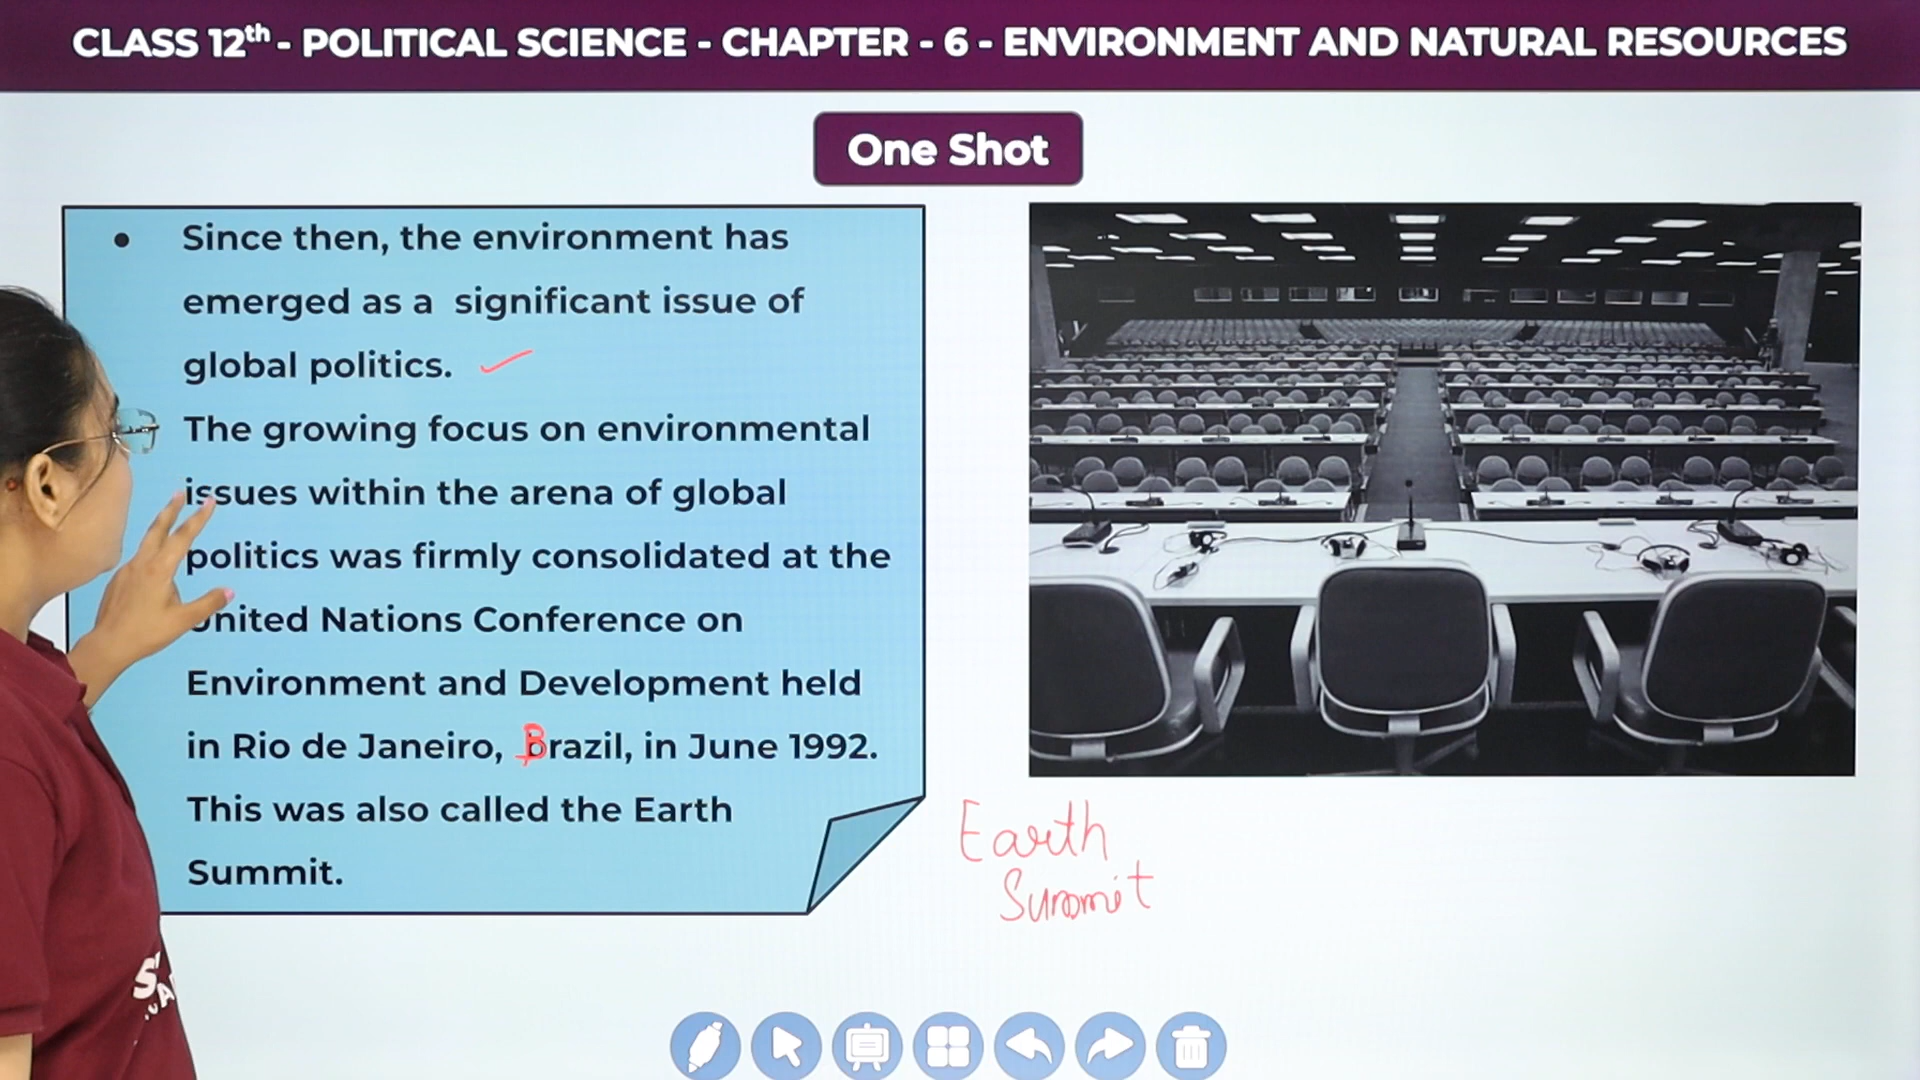 CLASS 12th - POLITICAL SCIENCE - CHAPTER - 6 - ENVIRONMENT AND NATURAL RESOURCES
One Shot
• Since then, the environment has
emerged as a significant issue of
global politics.
The growing focus on environmental
issues within the arena of global
politics was firmly consolidated at the
United Nations Conference on
Environment and Development held
in Rio de Janeiro, Brazil, in June 1992.
This was also called the Earth
Summit.
Earth
Summit